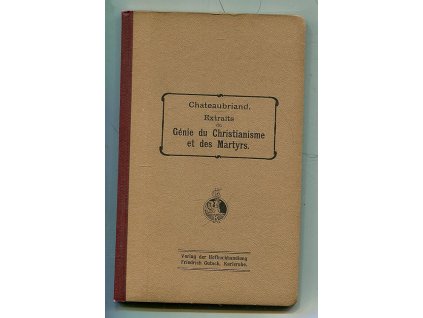 Chateaubriand.
Extraits
du
Génie du Christianisme
et des Martyrs.
Verlag der Hofbuchhandlung
Friedrich Gutsch, Karlsruhe.